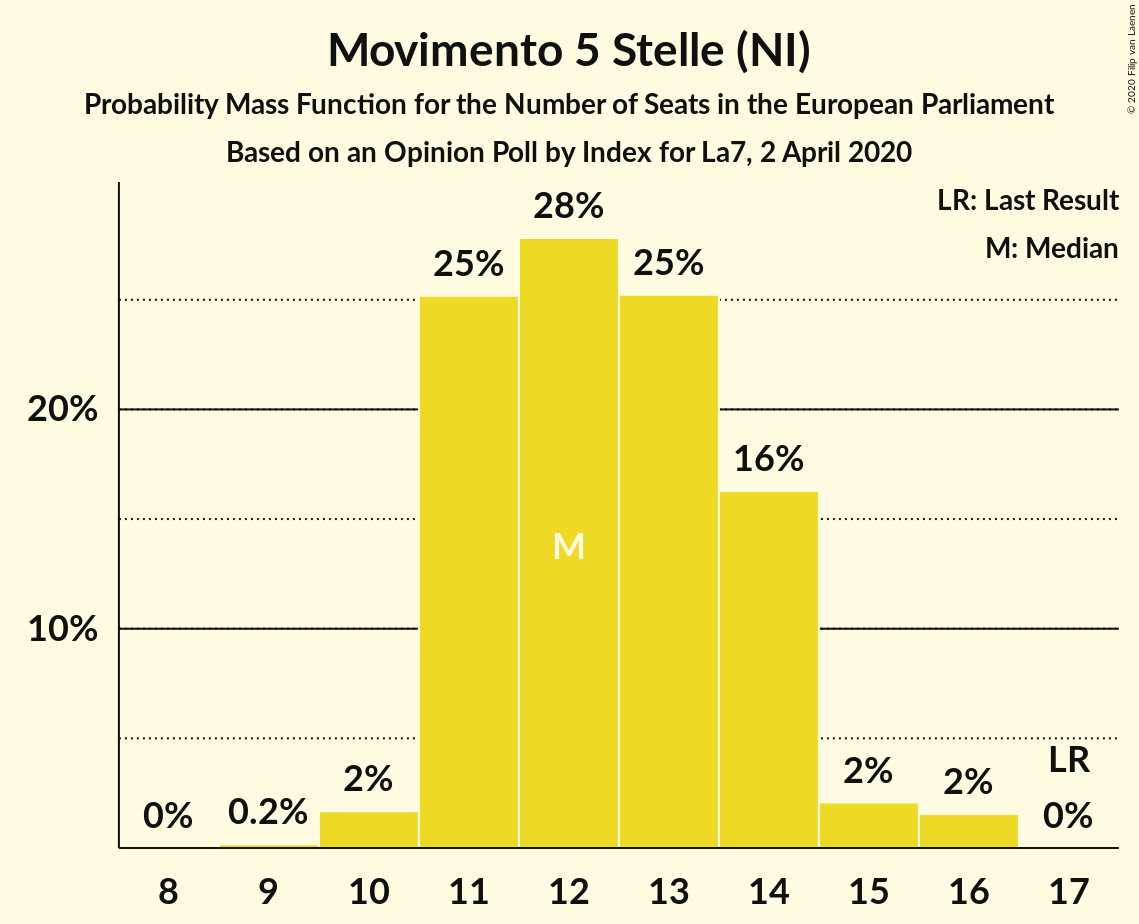 Movimento 5 Stelle (NI)
Probability Mass Function for the Number of Seats in the European Parliament
Based on an Opinion Poll by Index for La7, 2 April 2020
© 2020 Filip van Laenen
LR: Last Result
M: Median
28%
25%
25%
20%
16%
M
10%
LR
2%
2%
2%
0.2%
0%
0%
8 9 10 11 12 13 14 15 16 17